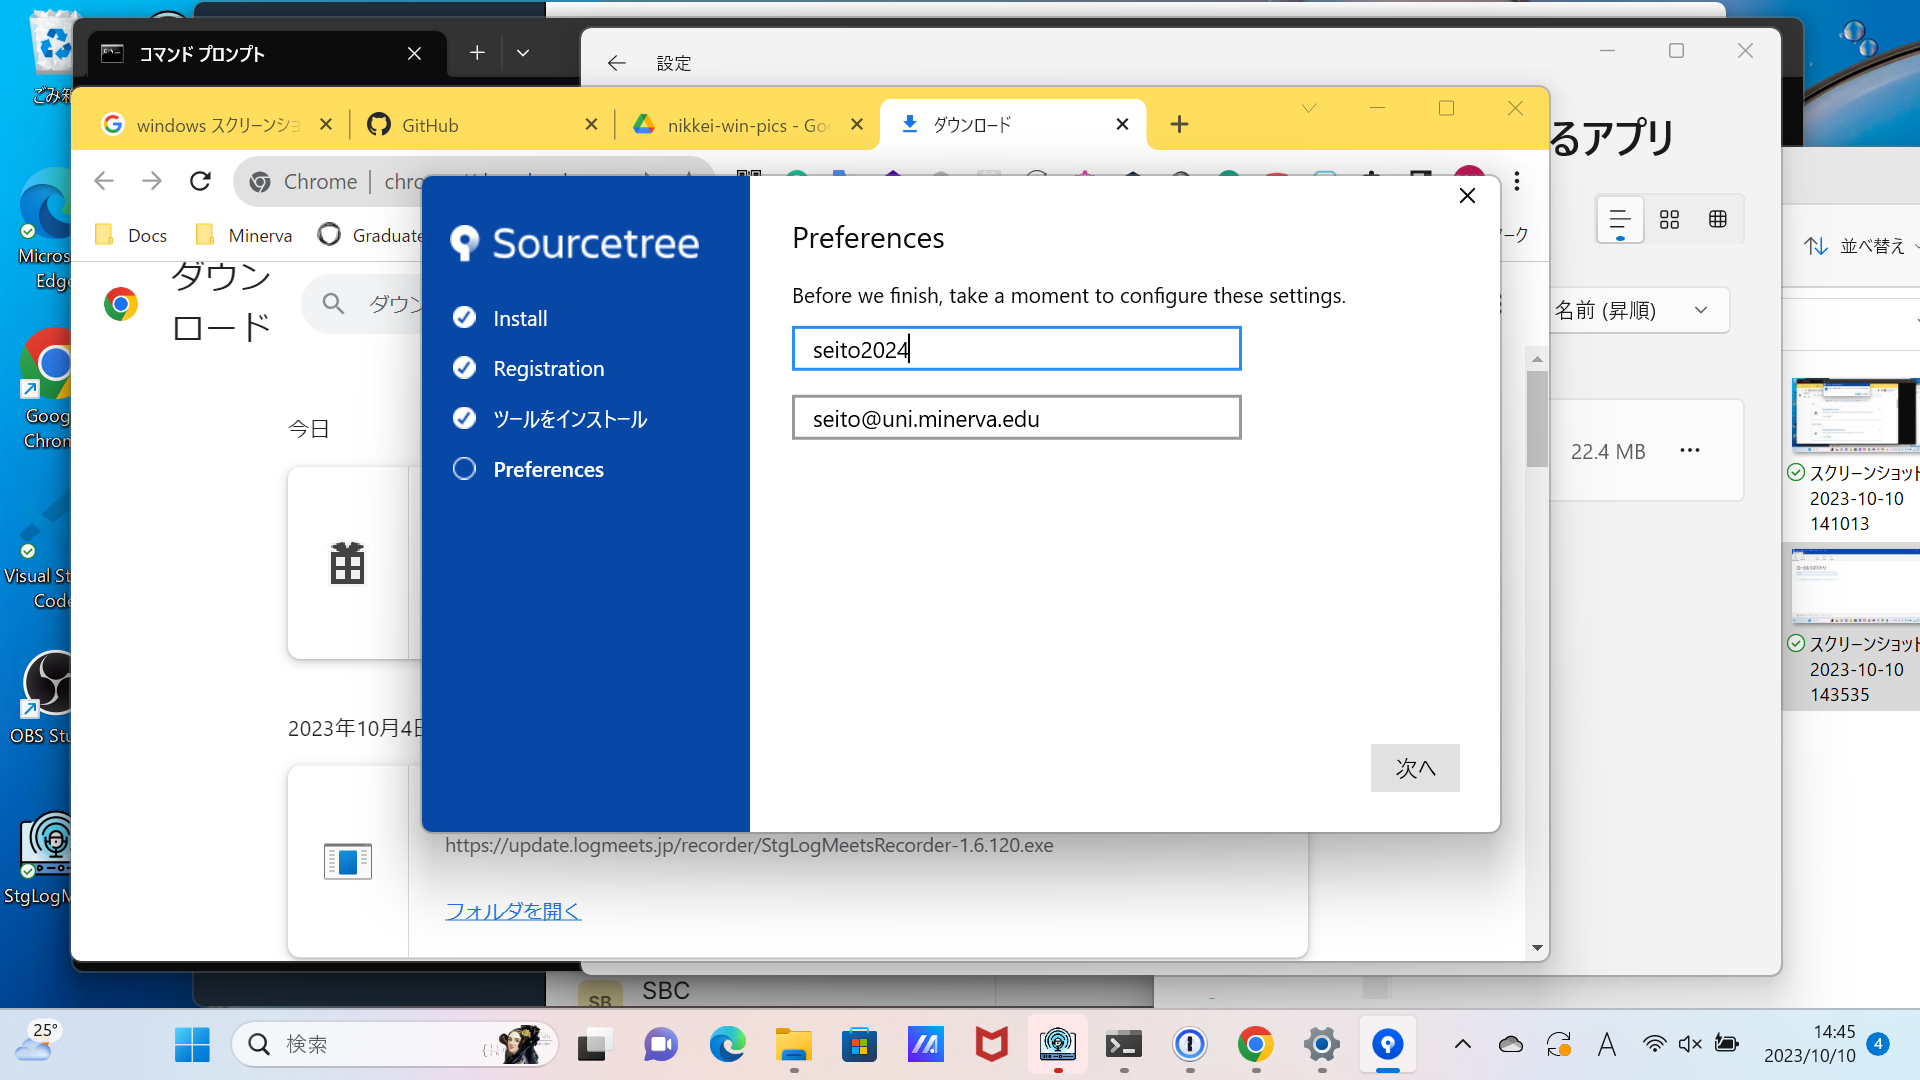 コマンド プロンプト
設定
windows スクリーンショ
GitHub
nikkei-win-pics - Goo
ダウンロード
Chrome
Docs
Minerva
Graduate
ダウン
ロード
ダウン
今日
2023年10月4日
Sourcetree
Install
Registration
ツールをインストール
Preferences
Preferences
Before we finish, take a moment to configure these settings.
seito2024
seito@uni.minerva.edu
次へ
https://update.logmeets.jp/recorder/StgLogMeetsRecorder-1.6.120.exe
フォルダを開く
るアプリ
ーク
並べ替え
名前 (昇順)
22.4 MB
スクリーンショット
2023-10-10
141013
スクリーンショット
2023-10-10
143535
SB
SBC
ごみ箱
Micros
Edge
Goog
Chrom
Visual St
Code
OBS Stu
StgLogM
25°
検索
A
14:45
2023/10/10
4